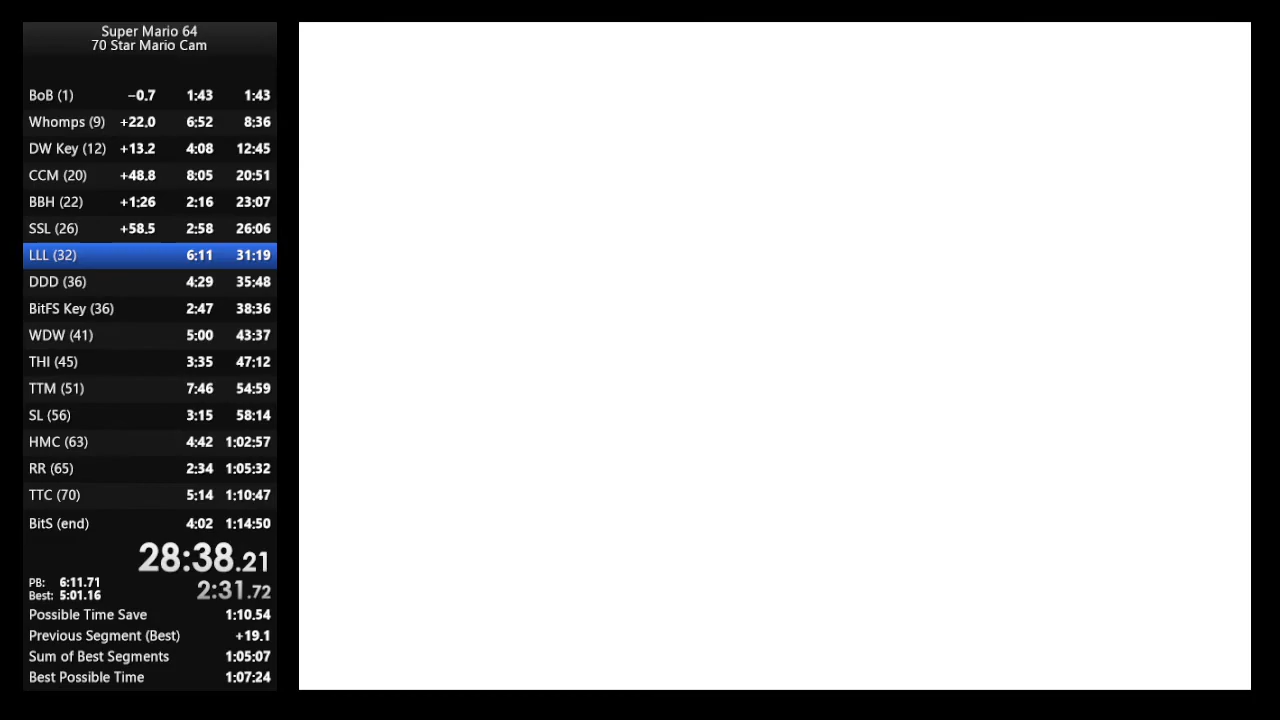 Super Mario 64
70 Star Mario Cam
BoB (1) −0.7 1:43 1:43
Whomps (9) +22.0 6:52 8:36
DW Key (12) +13.2 4:08 12:45
CCM (20) +48.8 8:05 20:51
BBH (22) +1:26 2:16 23:07
SSL (26) +58.5 2:58 26:06
LLL (32) 6:11 31:19
DDD (36) 4:29 35:48
BitFS Key (36) 2:47 38:36
WDW (41) 5:00 43:37
THI (45) 3:35 47:12
TTM (51) 7:46 54:59
SL (56) 3:15 58:14
HMC (63) 4:42 1:02:57
RR (65) 2:34 1:05:32
TTC (70) 5:14 1:10:47
BitS (end) 4:02 1:14:50
28:38.21
PB: 6:11.71
Best: 5:01.16
2:31.72
Possible Time Save 1:10.54
Previous Segment (Best) +19.1
Sum of Best Segments 1:05:07
Best Possible Time 1:07:24